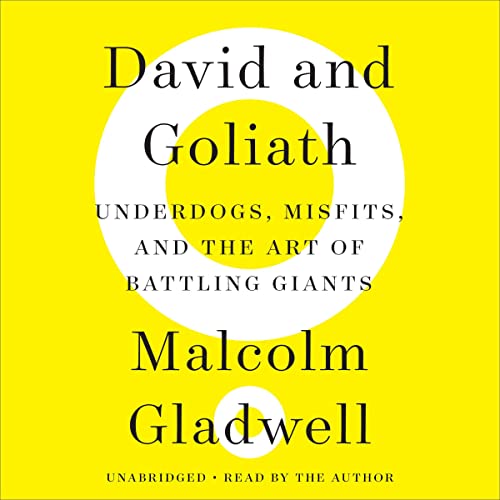 David and
Goliath
UNDERDOGS, MISFITS,
AND THE ART OF
BATTLING GIANTS
Malcolm
Gladwell
UNABRIDGED • READ BY THE AUTHOR